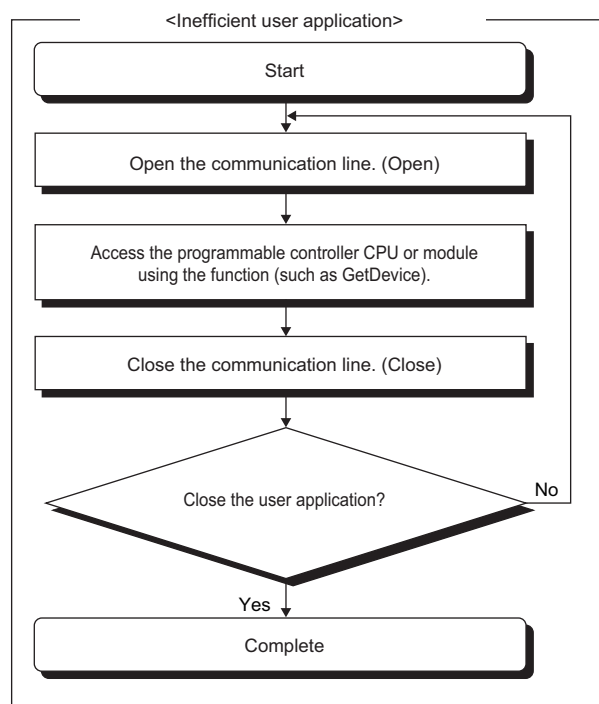 <Inefficient user application>
Start
Open the communication line. (Open)
Access the programmable controller CPU or module
using the function (such as GetDevice).
Close the communication line. (Close)
Close the user application?
No
Yes
Complete